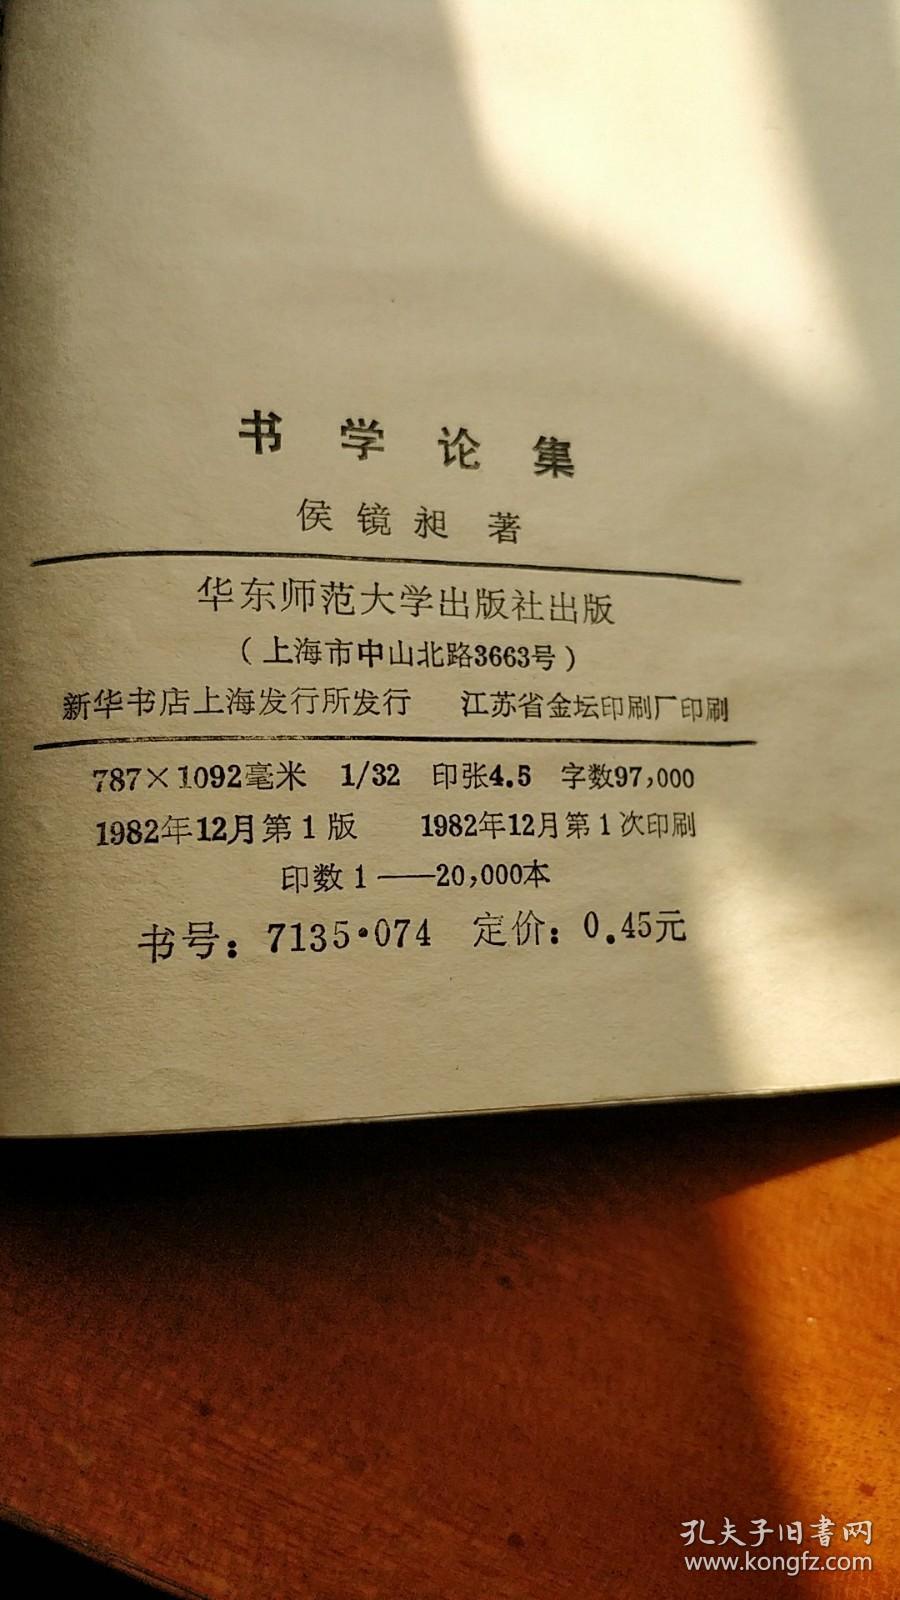 书学论集
侯镜昶 著
华东师范大学出版社出版
(上海市中山北路3663号)
新华书店上海发行所发行 江苏省金坛印刷厂印刷
787×1092毫米 1/32 印张4.5 字数97,000
1982年12月第1版 1982年12月第1次印刷
印数1——20,000本
书号：7135·074 定价：0.45元
孔夫子旧書网
www.kongfz.com